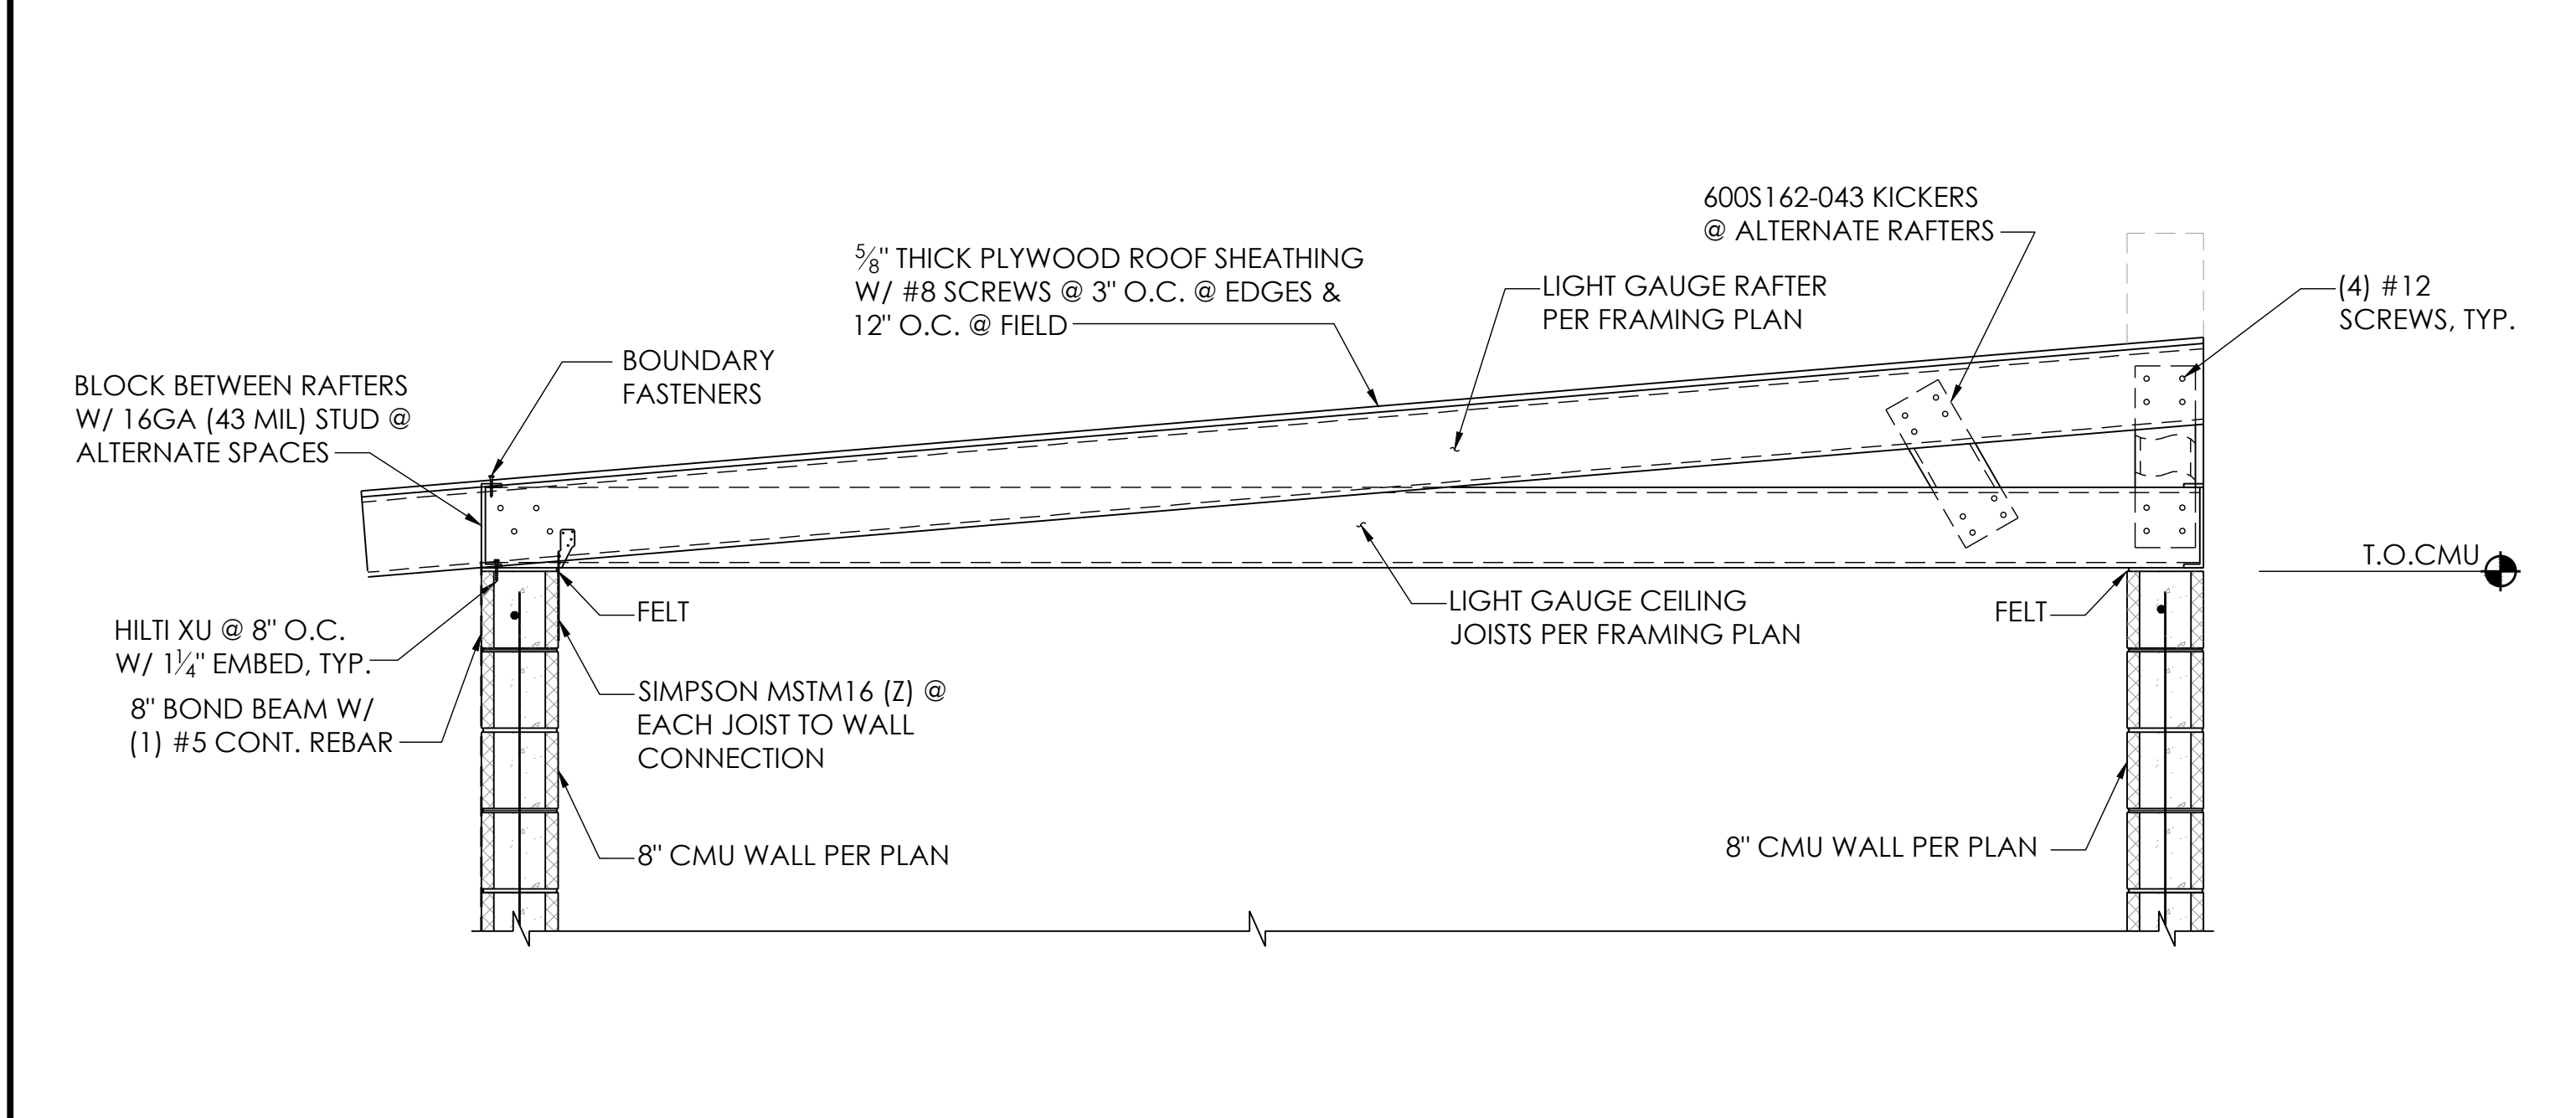 600S162-043 KICKERS
@ ALTERNATE RAFTERS
5/8" THICK PLYWOOD ROOF SHEATHING
W/ #8 SCREWS @ 3" O.C. @ EDGES &
12" O.C. @ FIELD
LIGHT GAUGE RAFTER
PER FRAMING PLAN
(4) #12
SCREWS, TYP.
BOUNDARY
FASTENERS
BLOCK BETWEEN RAFTERS
W/ 16GA (43 MIL) STUD @
ALTERNATE SPACES
T.O.CMU
FELT
LIGHT GAUGE CEILING
JOISTS PER FRAMING PLAN
FELT
HILTI XU @ 8" O.C.
W/ 1 1/4" EMBED, TYP.
SIMPSON MSTM16 (Z) @
EACH JOIST TO WALL
CONNECTION
8" BOND BEAM W/
(1) #5 CONT. REBAR
8" CMU WALL PER PLAN
8" CMU WALL PER PLAN